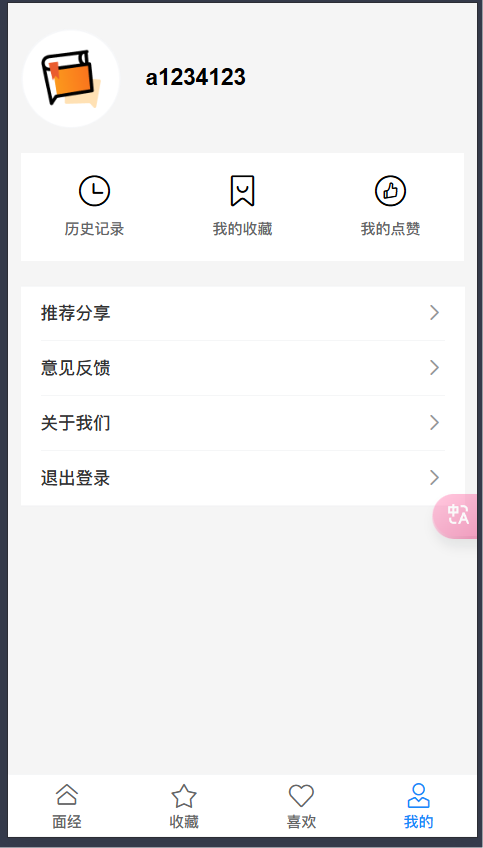 a1234123
历史记录 我的收藏 我的点赞
推荐分享
意见反馈
关于我们
退出登录
中A
面经 收藏 喜欢 我的